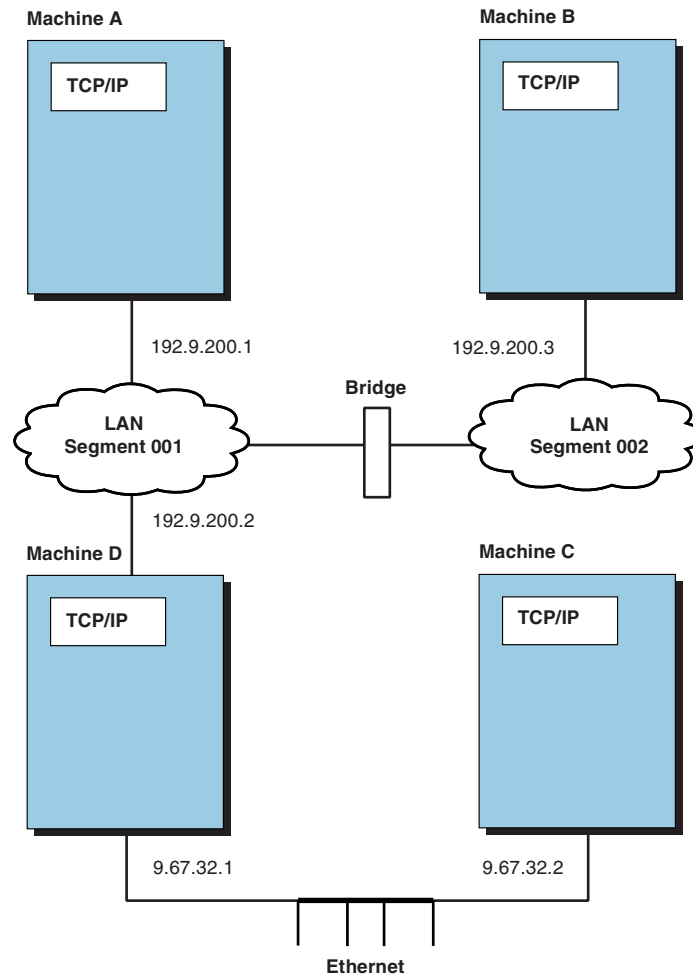 Machine A
Machine B
TCP/IP
TCP/IP
192.9.200.1
192.9.200.3
Bridge
LAN
Segment 001
LAN
Segment 002
192.9.200.2
Machine D
Machine C
TCP/IP
TCP/IP
9.67.32.1
9.67.32.2
Ethernet